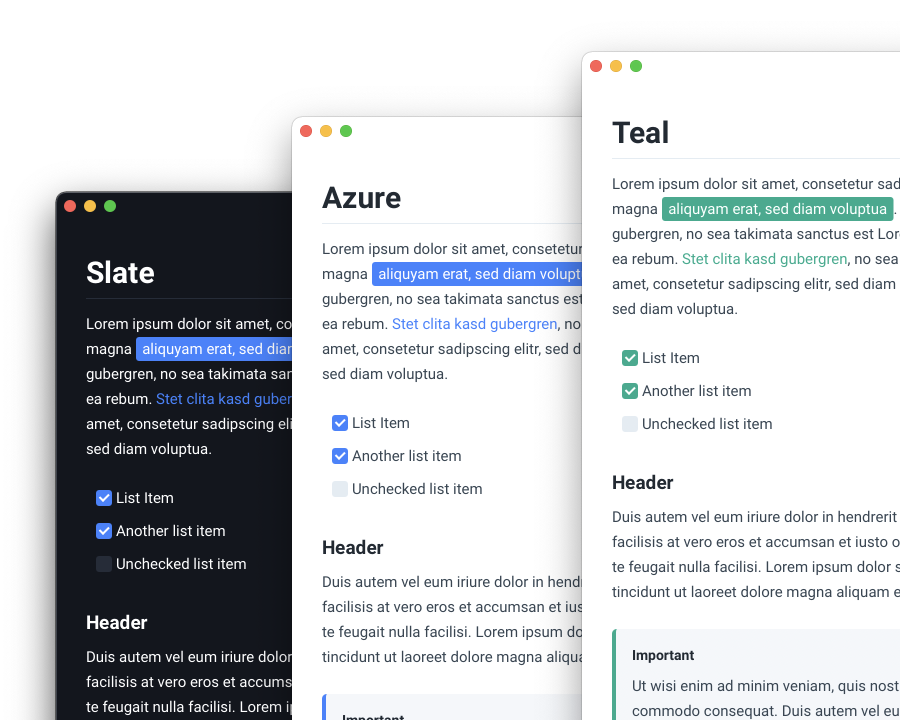 Slate
Lorem ipsum dolor sit amet, co
magna aliquyam erat, sed diam
gubergren, no sea takimata san
ea rebum. Stet clita kasd guber
amet, consetetur sadipscing eli
sed diam voluptua.
List Item
Another list item
Unchecked list item
Header
Duis autem vel eum iriure dolor
facilisis at vero eros et accums
te feugait nulla facilisi. Lorem ip
Azure
Lorem ipsum dolor sit amet, consetetur
magna aliquyam erat, sed diam volupt
gubergren, no sea takimata sanctus est
ea rebum. Stet clita kasd gubergren, no
amet, consetetur sadipscing elitr, sed d
sed diam voluptua.
List Item
Another list item
Unchecked list item
Header
Duis autem vel eum iriure dolor in hend
facilisis at vero eros et accumsan et ius
te feugait nulla facilisi. Lorem ipsum do
tincidunt ut laoreet dolore magna aliqua
Important
Teal
Lorem ipsum dolor sit amet, consetetur sad
magna aliquyam erat, sed diam voluptua.
gubergren, no sea takimata sanctus est Lor
ea rebum. Stet clita kasd gubergren, no sea
amet, consetetur sadipscing elitr, sed diam
sed diam voluptua.
List Item
Another list item
Unchecked list item
Header
Duis autem vel eum iriure dolor in hendrerit
facilisis at vero eros et accumsan et iusto o
te feugait nulla facilisi. Lorem ipsum dolor s
tincidunt ut laoreet dolore magna aliquam e
Important
Ut wisi enim ad minim veniam, quis nost
commodo consequat. Duis autem vel eu